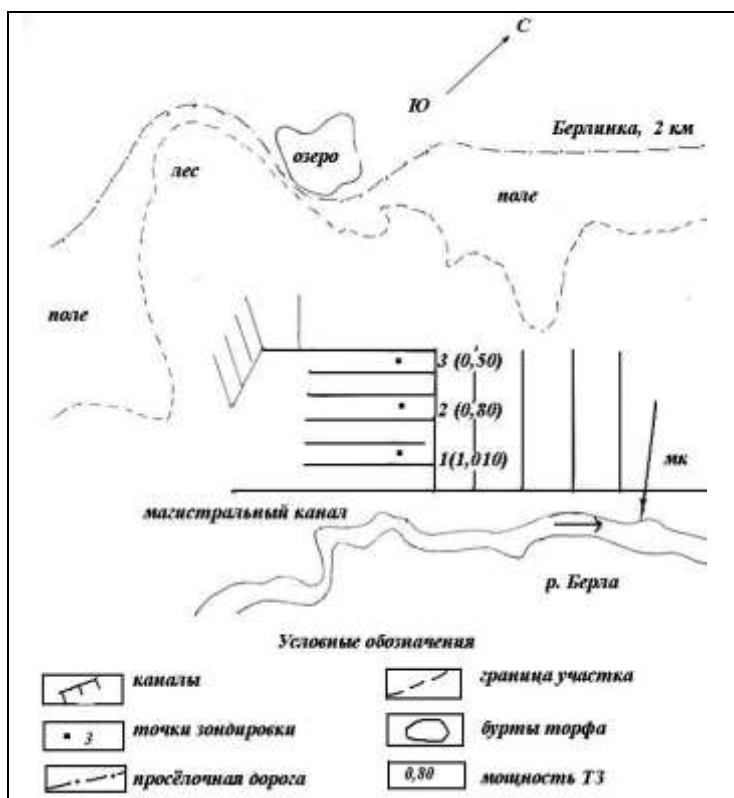 С
Ю
Берлинка, 2 км
озеро
лес
поле
поле
3 (0,50)
2 (0,80)
1(1,010)
мк
магистральный канал
р. Берла
Условные обозначения
каналы
граница участка
3
точки зондировки
бурты торфа
просёлочная дорога
0,80
мощность ТЗ